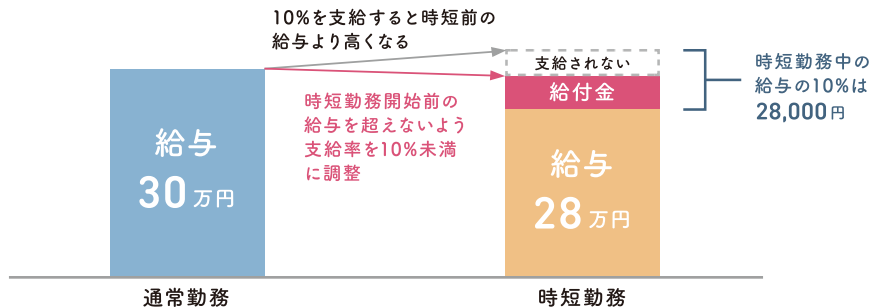 10%を支給すると時短前の
給与より高くなる
時短勤務開始前の
給与を超えないよう
支給率を10%未満
に調整
給与
30万円
通常勤務
支給されない
給付金
給与
28万円
時短勤務
時短勤務中の
給与の10%は
28,000円